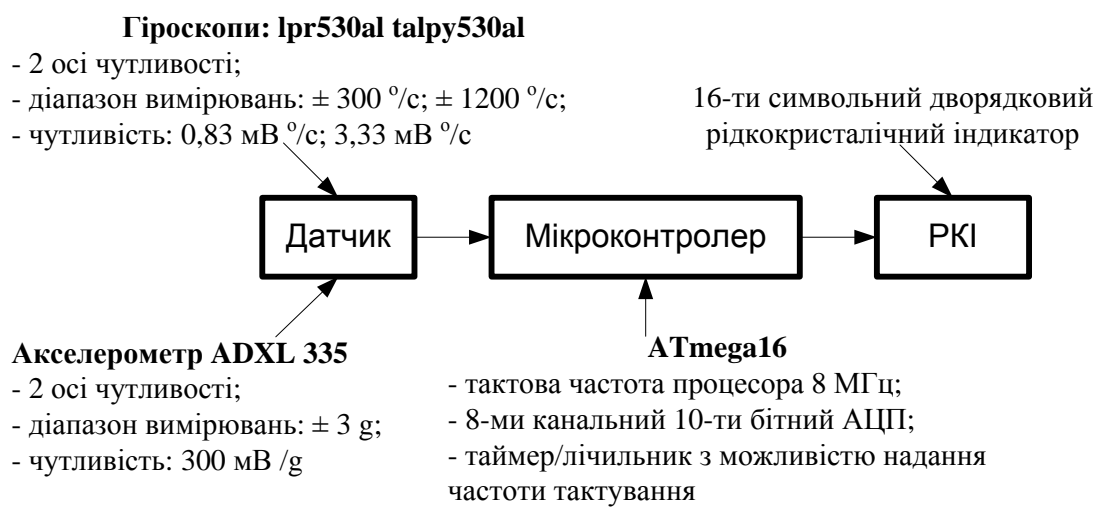 Гіроскопи: lpr530al talpy530al
- 2 осі чутливості;
- діапазон вимірювань: ± 300 º/с; ± 1200 º/с;
- чутливість: 0,83 мВ º/с; 3,33 мВ º/с
16-ти символьний дворядковий
рідкокристалічний індикатор
Датчик
Мікроконтролер
РКІ
Акселерометр ADXL 335
- 2 осі чутливості;
- діапазон вимірювань: ± 3 g;
- чутливість: 300 мВ /g
ATmega16
- тактова частота процесора 8 МГц;
- 8-ми канальний 10-ти бітний АЦП;
- таймер/лічильник з можливістю надання
частоти тактування